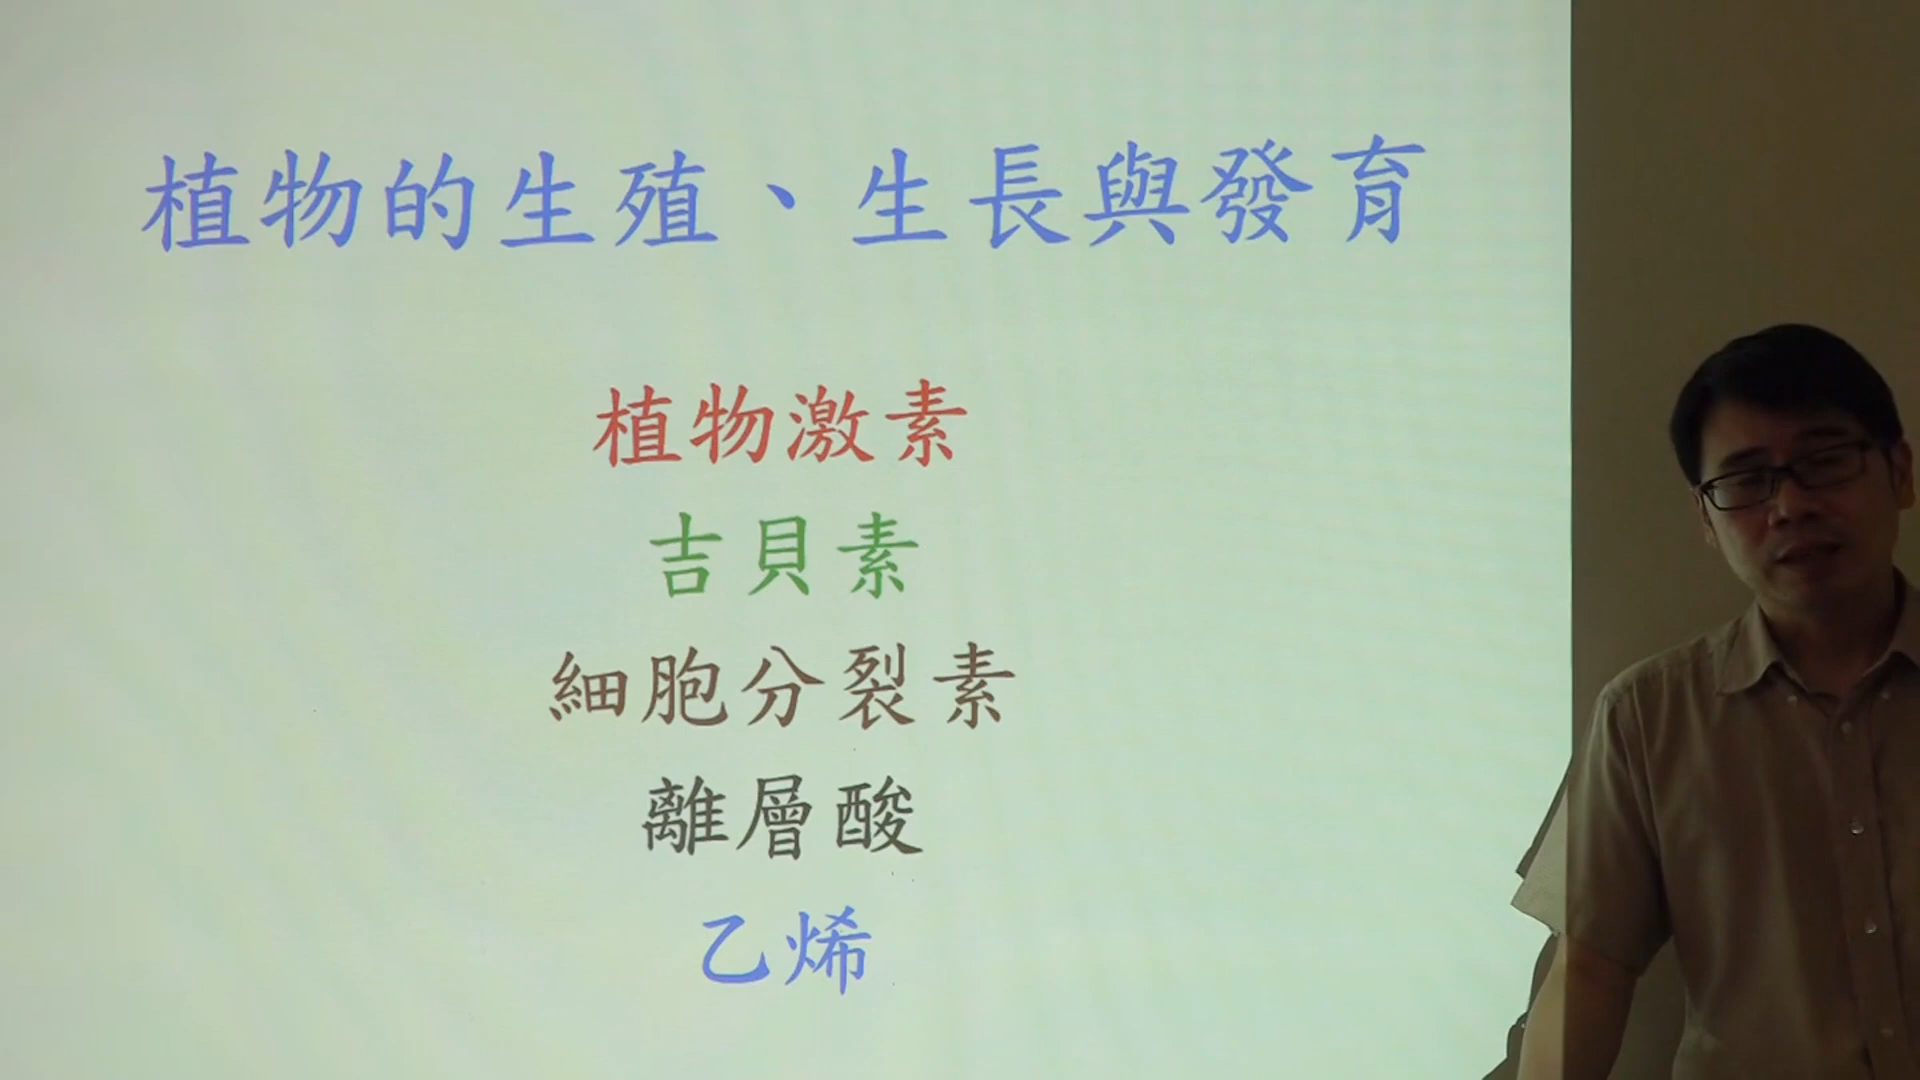 植物的生殖、生長與發育
植物激素
吉貝素
細胞分裂素
離層酸
乙烯